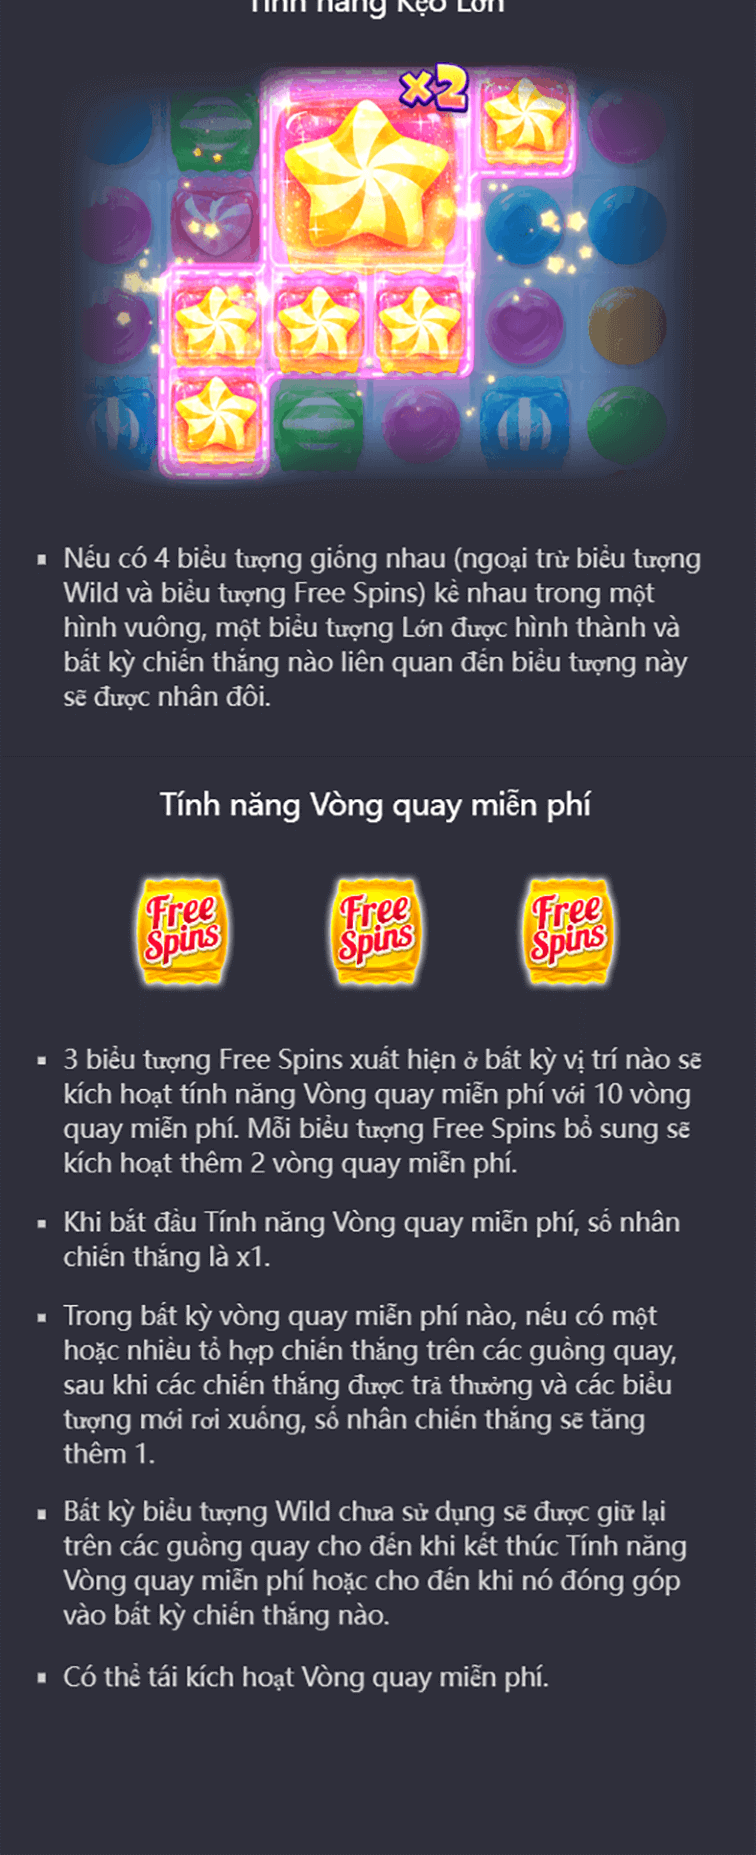 Tính năng Kẹo Lớn
x2
Nếu có 4 biểu tượng giống nhau (ngoại trừ biểu tượng
Wild và biểu tượng Free Spins) kề nhau trong một
hình vuông, một biểu tượng Lớn được hình thành và
bất kỳ chiến thắng nào liên quan đến biểu tượng này
sẽ được nhân đôi.
Tính năng Vòng quay miễn phí
Free Spins
Free Spins
Free Spins
3 biểu tượng Free Spins xuất hiện ở bất kỳ vị trí nào sẽ
kích hoạt tính năng Vòng quay miễn phí với 10 vòng
quay miễn phí. Mỗi biểu tượng Free Spins bổ sung sẽ
kích hoạt thêm 2 vòng quay miễn phí.
Khi bắt đầu Tính năng Vòng quay miễn phí, số nhân
chiến thắng là x1.
Trong bất kỳ vòng quay miễn phí nào, nếu có một
hoặc nhiều tổ hợp chiến thắng trên các guồng quay,
sau khi các chiến thắng được trả thưởng và các biểu
tượng mới rơi xuống, số nhân chiến thắng sẽ tăng
thêm 1.
Bất kỳ biểu tượng Wild chưa sử dụng sẽ được giữ lại
trên các guồng quay cho đến khi kết thúc Tính năng
Vòng quay miễn phí hoặc cho đến khi nó đóng góp
vào bất kỳ chiến thắng nào.
Có thể tái kích hoạt Vòng quay miễn phí.